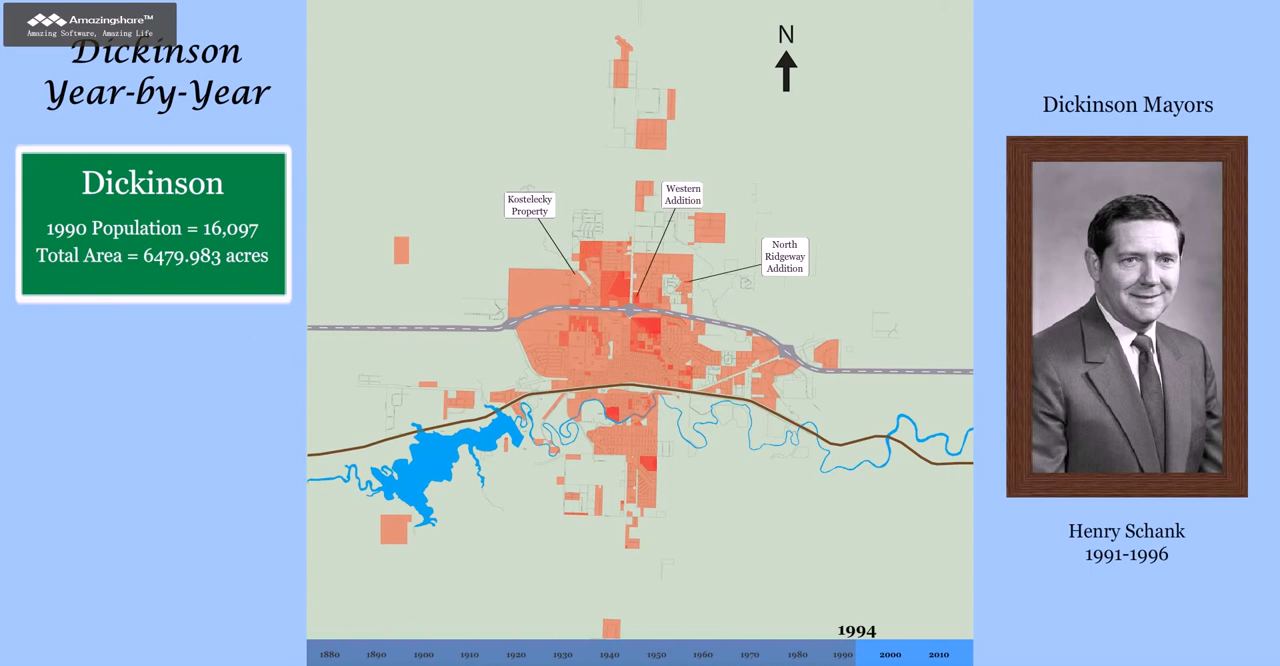 Amazingshare™
Amazing Software, Amazing Life
Dickinson
Year-by-Year
Dickinson
1990 Population = 16,097
Total Area = 6479.983 acres
N
Kostelecky
Property
Western
Addition
North
Ridgeway
Addition
1994
1880 1890 1900 1910 1920 1930 1940 1950 1960 1970 1980 1990 2000 2010
Dickinson Mayors
Henry Schank
1991-1996